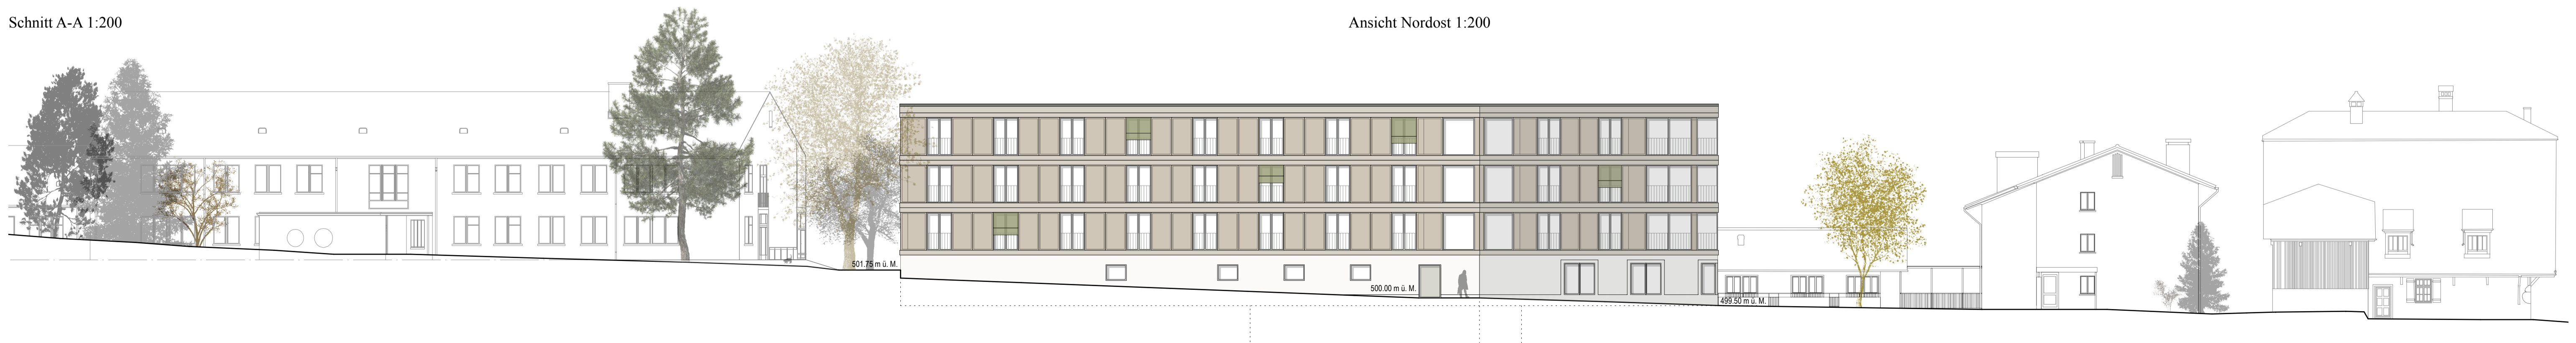 Schnitt A-A 1:200
Ansicht Nordost 1:200
501.75 m ü. M.
500.00 m ü. M.
499.50 m ü. M.